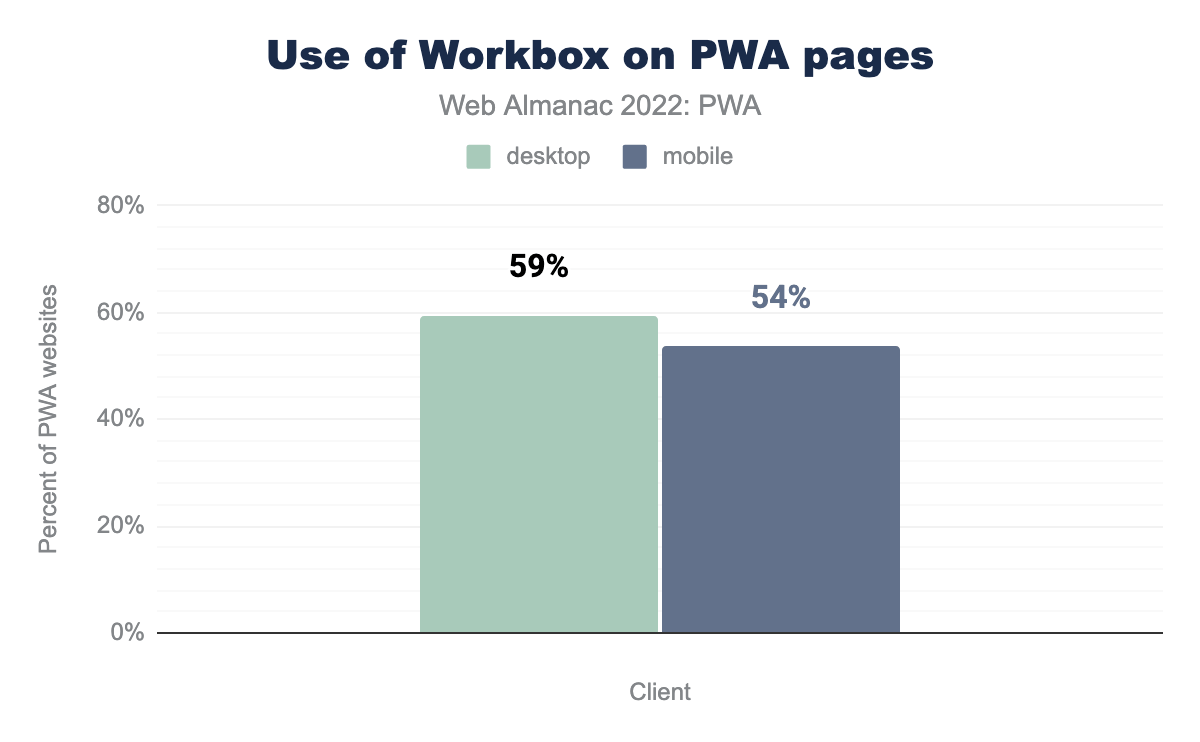 Use of Workbox on PWA pages
Web Almanac 2022: PWA
desktop
mobile
80%
60%
40%
20%
0%
Percent of PWA websites
59%
54%
Client